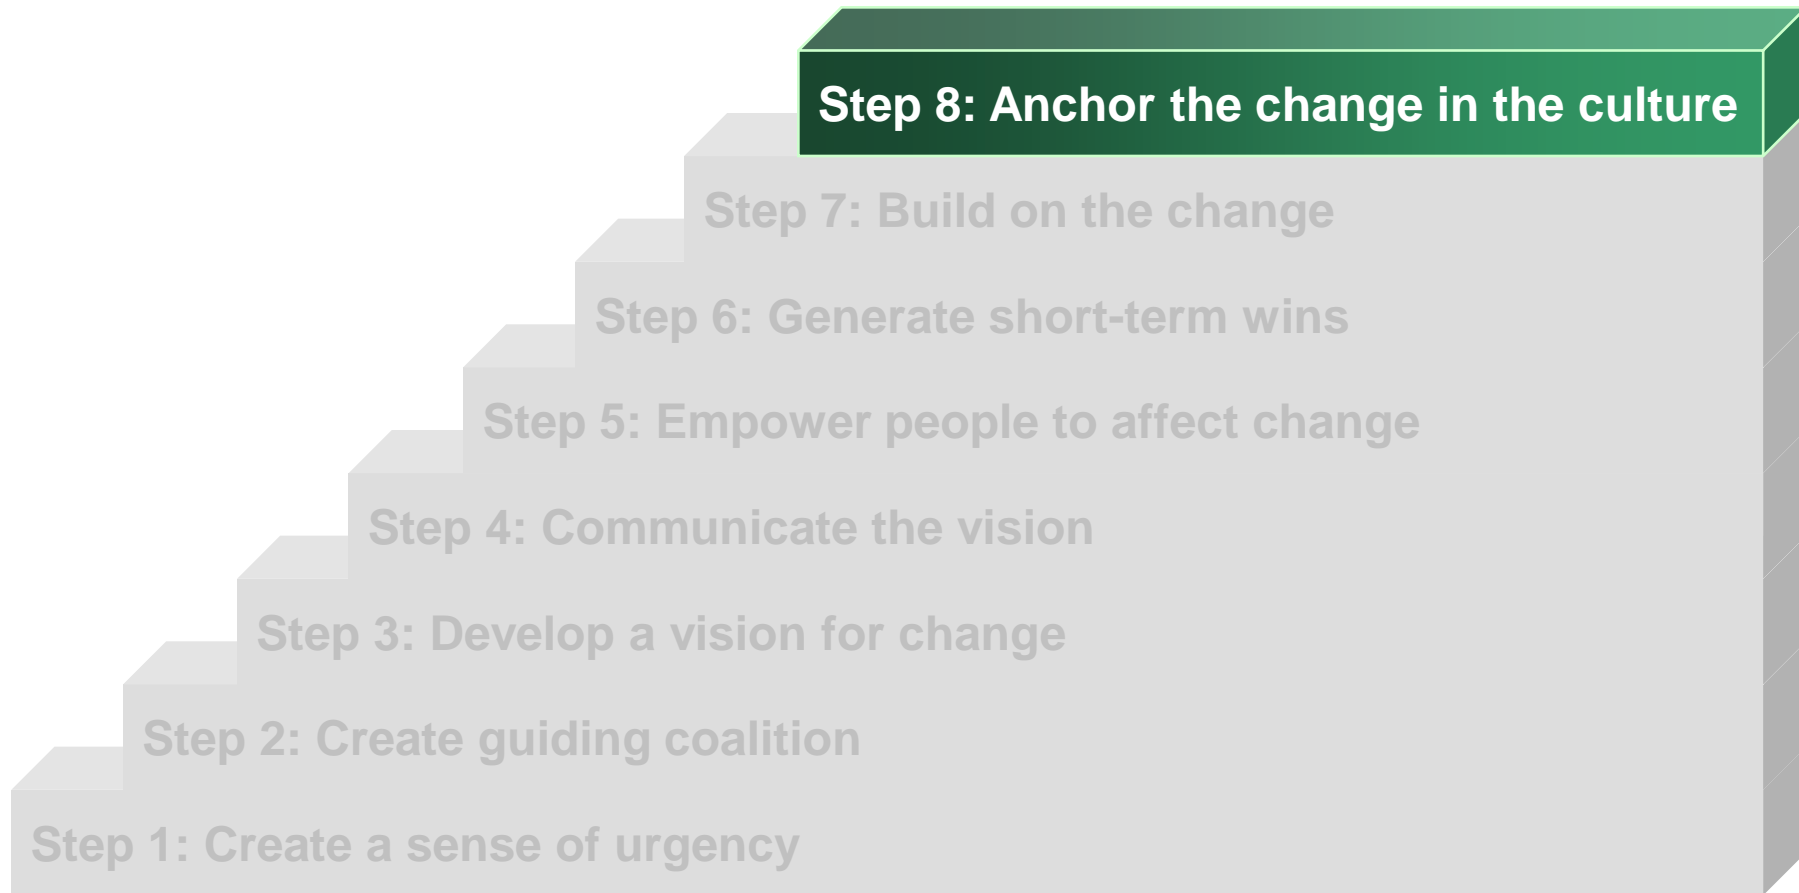 Step 8: Anchor the change in the culture
Step 7: Build on the change
Step 6: Generate short-term wins
Step 5: Empower people to affect change
Step 4: Communicate the vision
Step 3: Develop a vision for change
Step 2: Create guiding coalition
Step 1: Create a sense of urgency